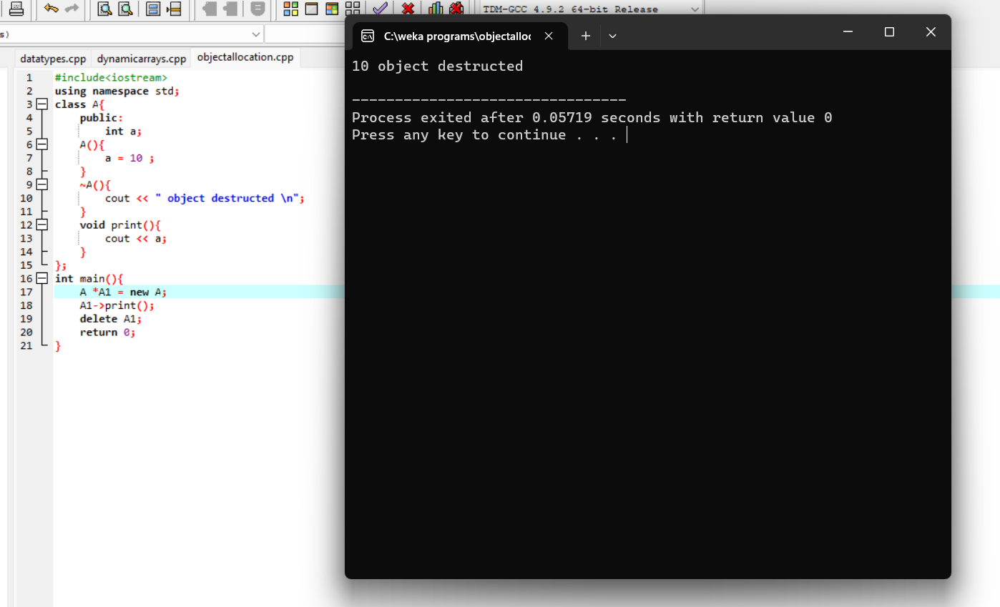 TDM-GCC 4.9.2 64-bit Release
s)
datatypes.cpp dynamicarrays.cpp objectallocation.cpp
1 #include<iostream>
2 using namespace std;
3 class A{
4 public:
5 int a;
6 A(){
7 a = 10 ;
8 }
9 ~A(){
10 cout << " object destructed \n";
11 }
12 void print(){
13 cout << a;
14 }
15 };
16 int main(){
17 A *A1 = new A;
18 A1->print();
19 delete A1;
20 return 0;
21 }
C:\weka programs\objectalloc
10 object destructed
--------------------------------
Process exited after 0.05719 seconds with return value 0
Press any key to continue . . .